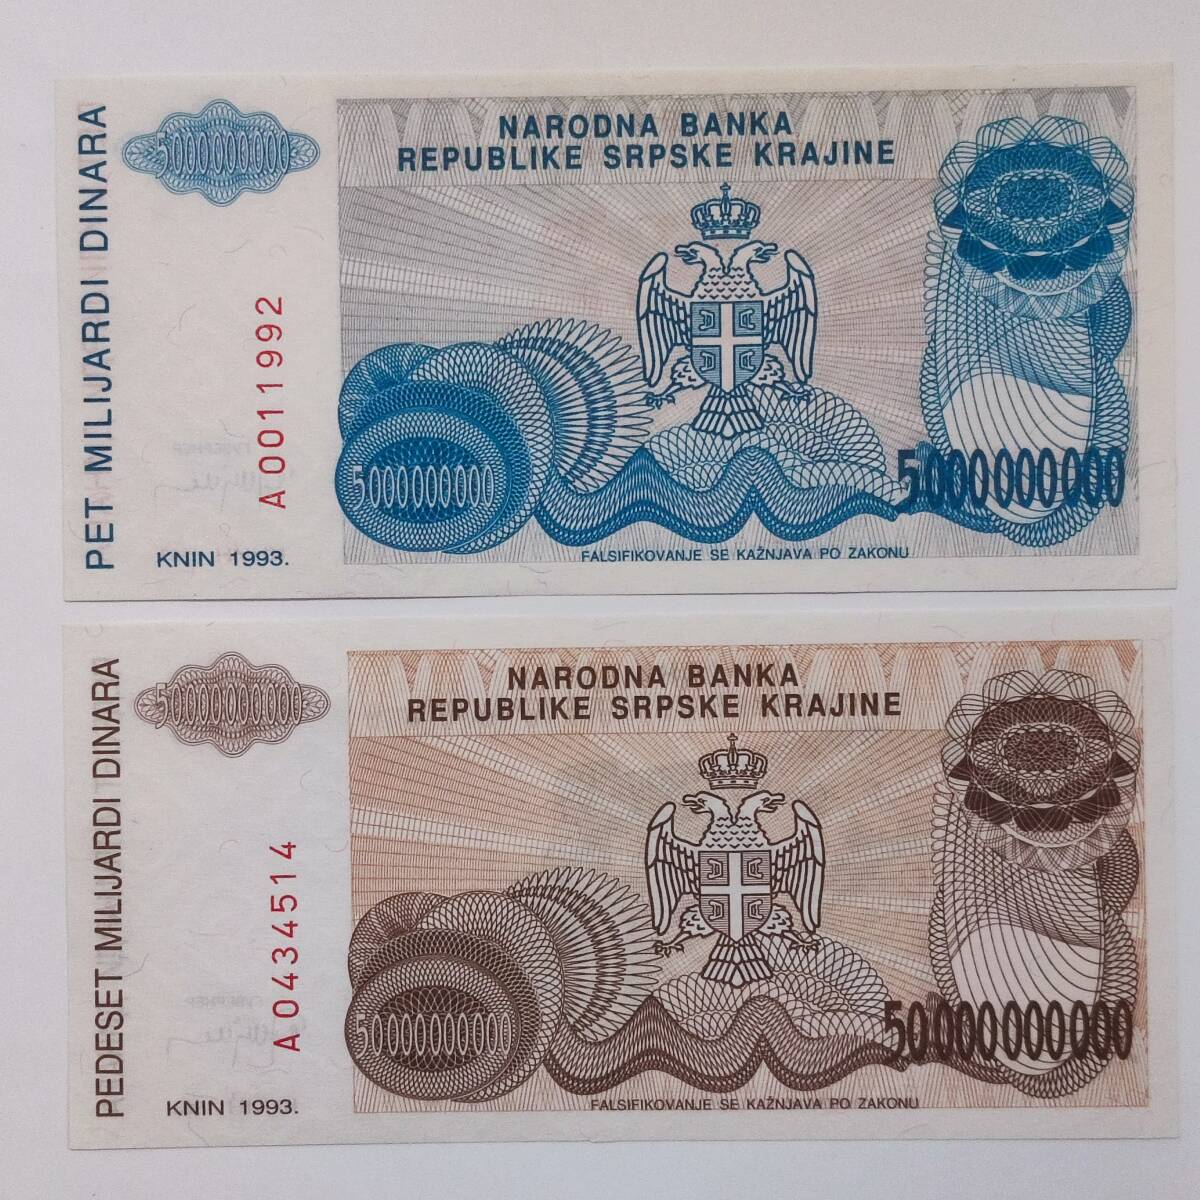 PET MILIJARDI DINARA
5000000000
A 0011992
KNIN 1993.
NARODNA BANKA
REPUBLIKE SRPSKE KRAJINE
5000000000
5000000000
FALSIFIKOVANJE SE KAŽNJAVA PO ZAKONU
PEDESET MILIJARDI DINARA
50000000000
A 0434514
KNIN 1993.
NARODNA BANKA
REPUBLIKE SRPSKE KRAJINE
50000000000
50000000000
FALSIFIKOVANJE SE KAŽNJAVA PO ZAKONU